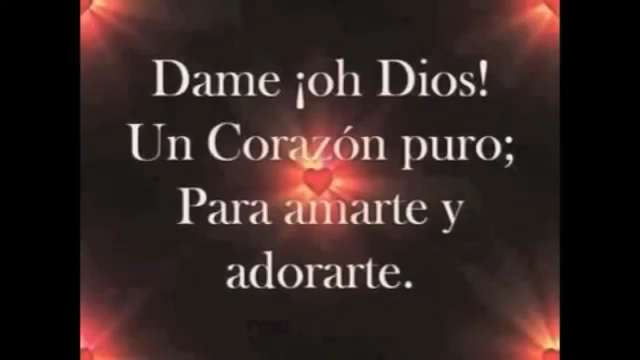 Dame ¡oh Dios!
Un Corazón puro;
Para amarte y
adorarte.